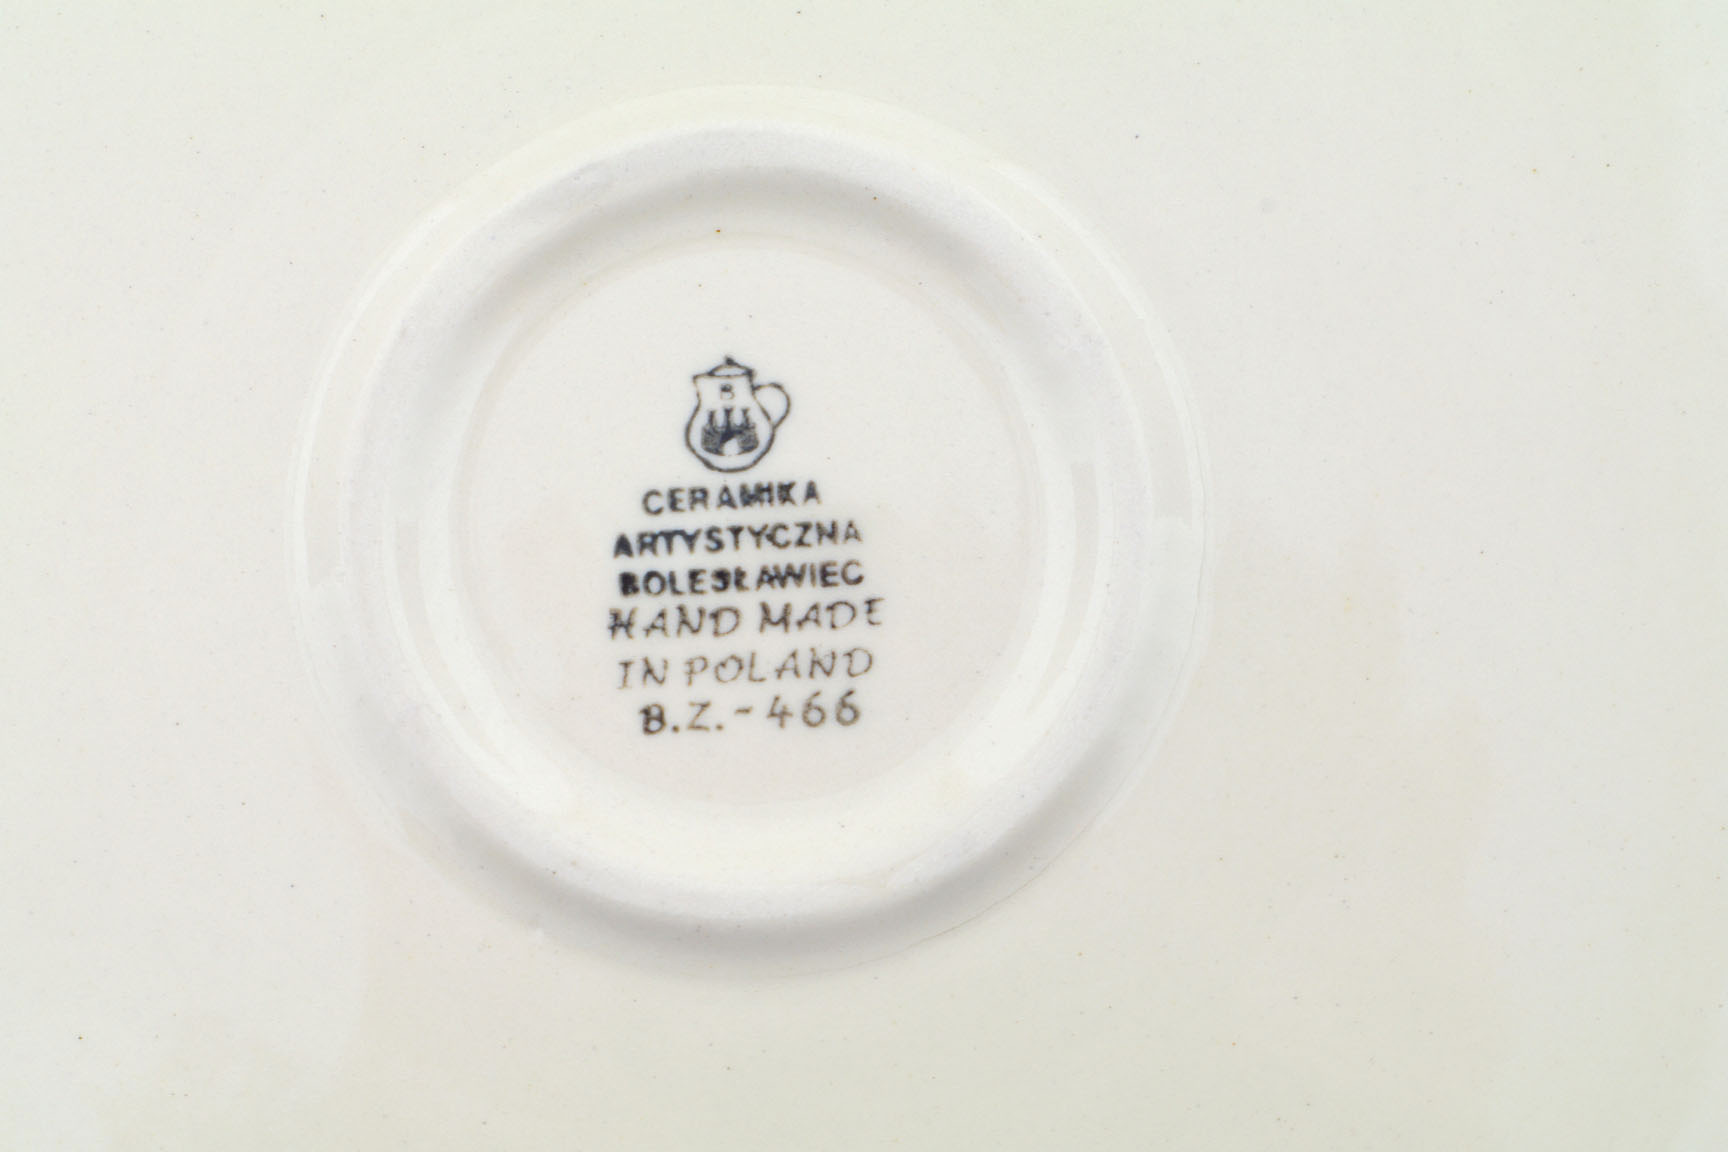 B
CERAMIKA
ARTYSTYCZNA
BOLESŁAWIEC
HAND MADE
IN POLAND
B.Z.-466